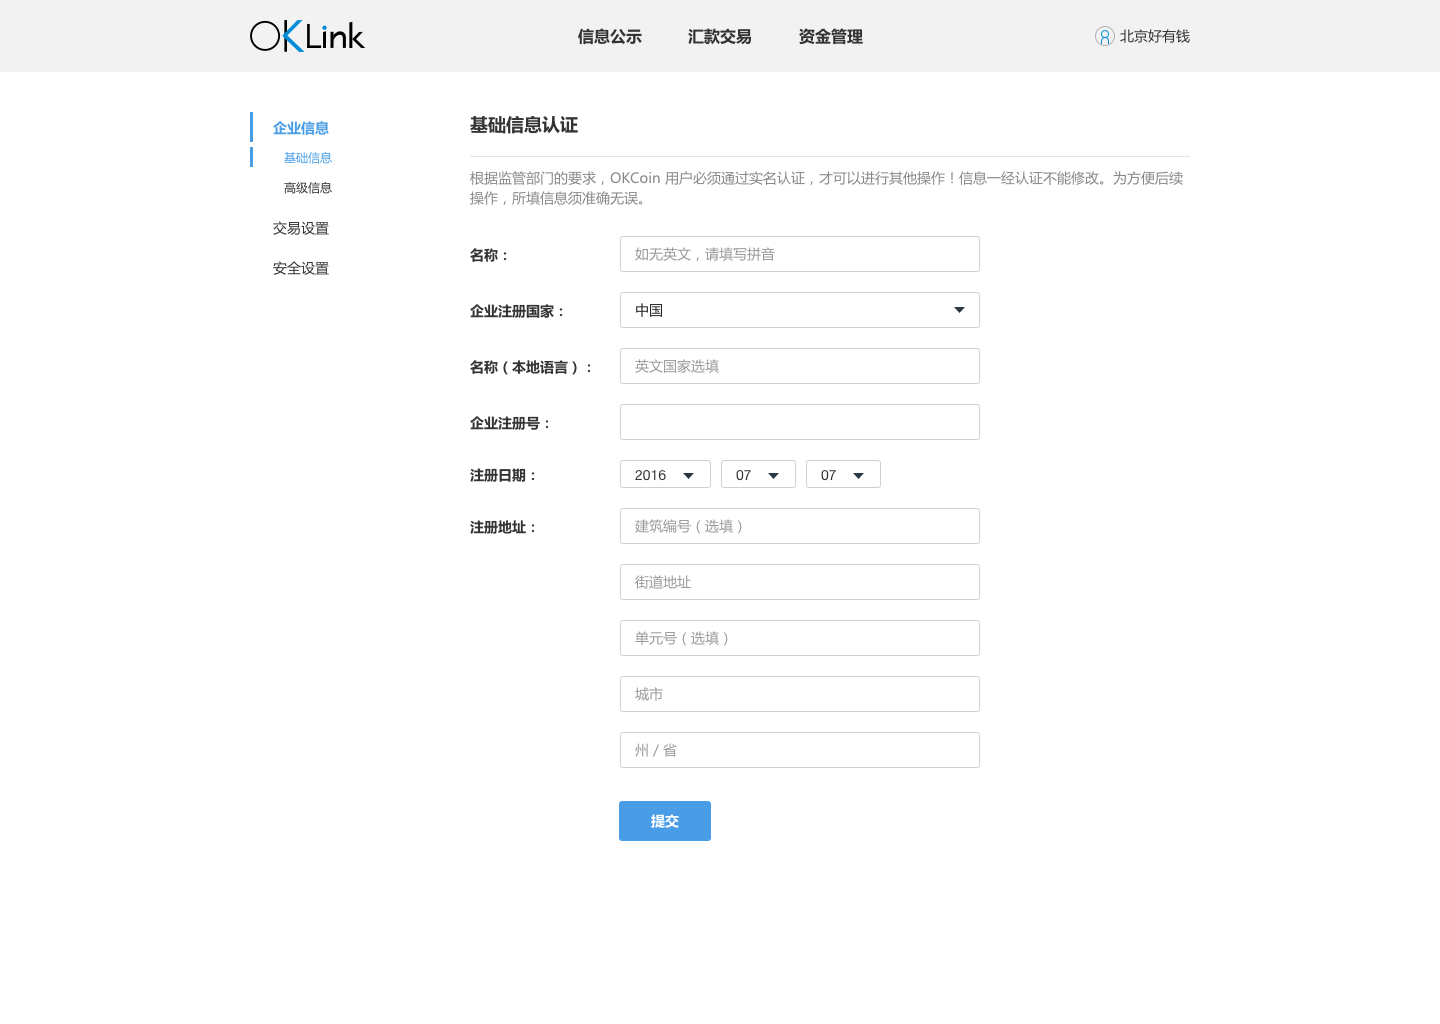 OKLink
信息公示
汇款交易
资金管理
北京好有钱
企业信息
基础信息
高级信息
交易设置
安全设置
基础信息认证
根据监管部门的要求，OKCoin 用户必须通过实名认证，才可以进行其他操作！信息一经认证不能修改。为方便后续
操作，所填信息须准确无误。
名称：
如无英文，请填写拼音
企业注册国家：
中国
名称（本地语言）：
英文国家选填
企业注册号：
注册日期：
2016 07 07
注册地址：
建筑编号（选填）
街道地址
单元号（选填）
城市
州 / 省
提交